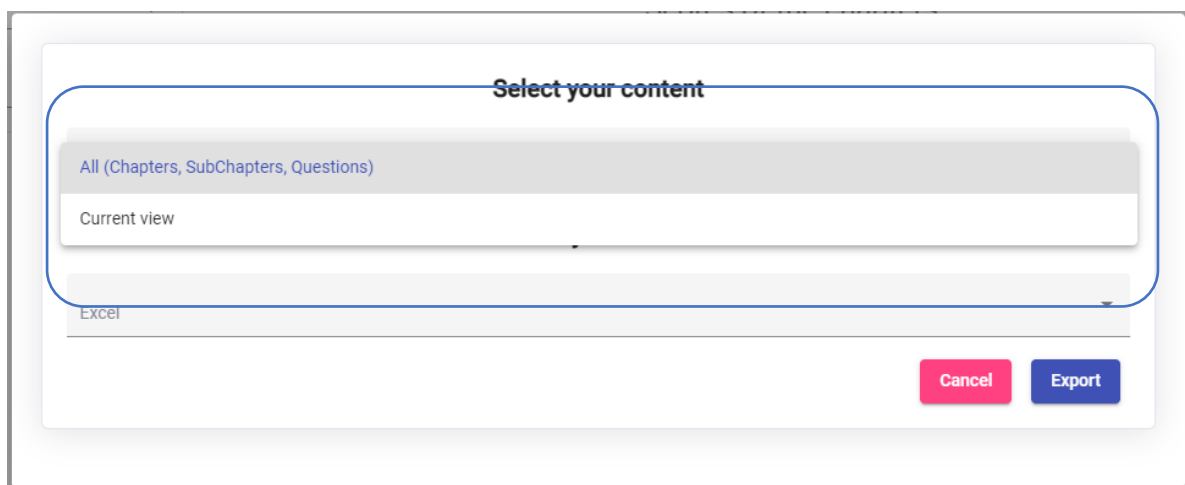 Select your content
All (Chapters, SubChapters, Questions)
Current view
Excel
Cancel
Export